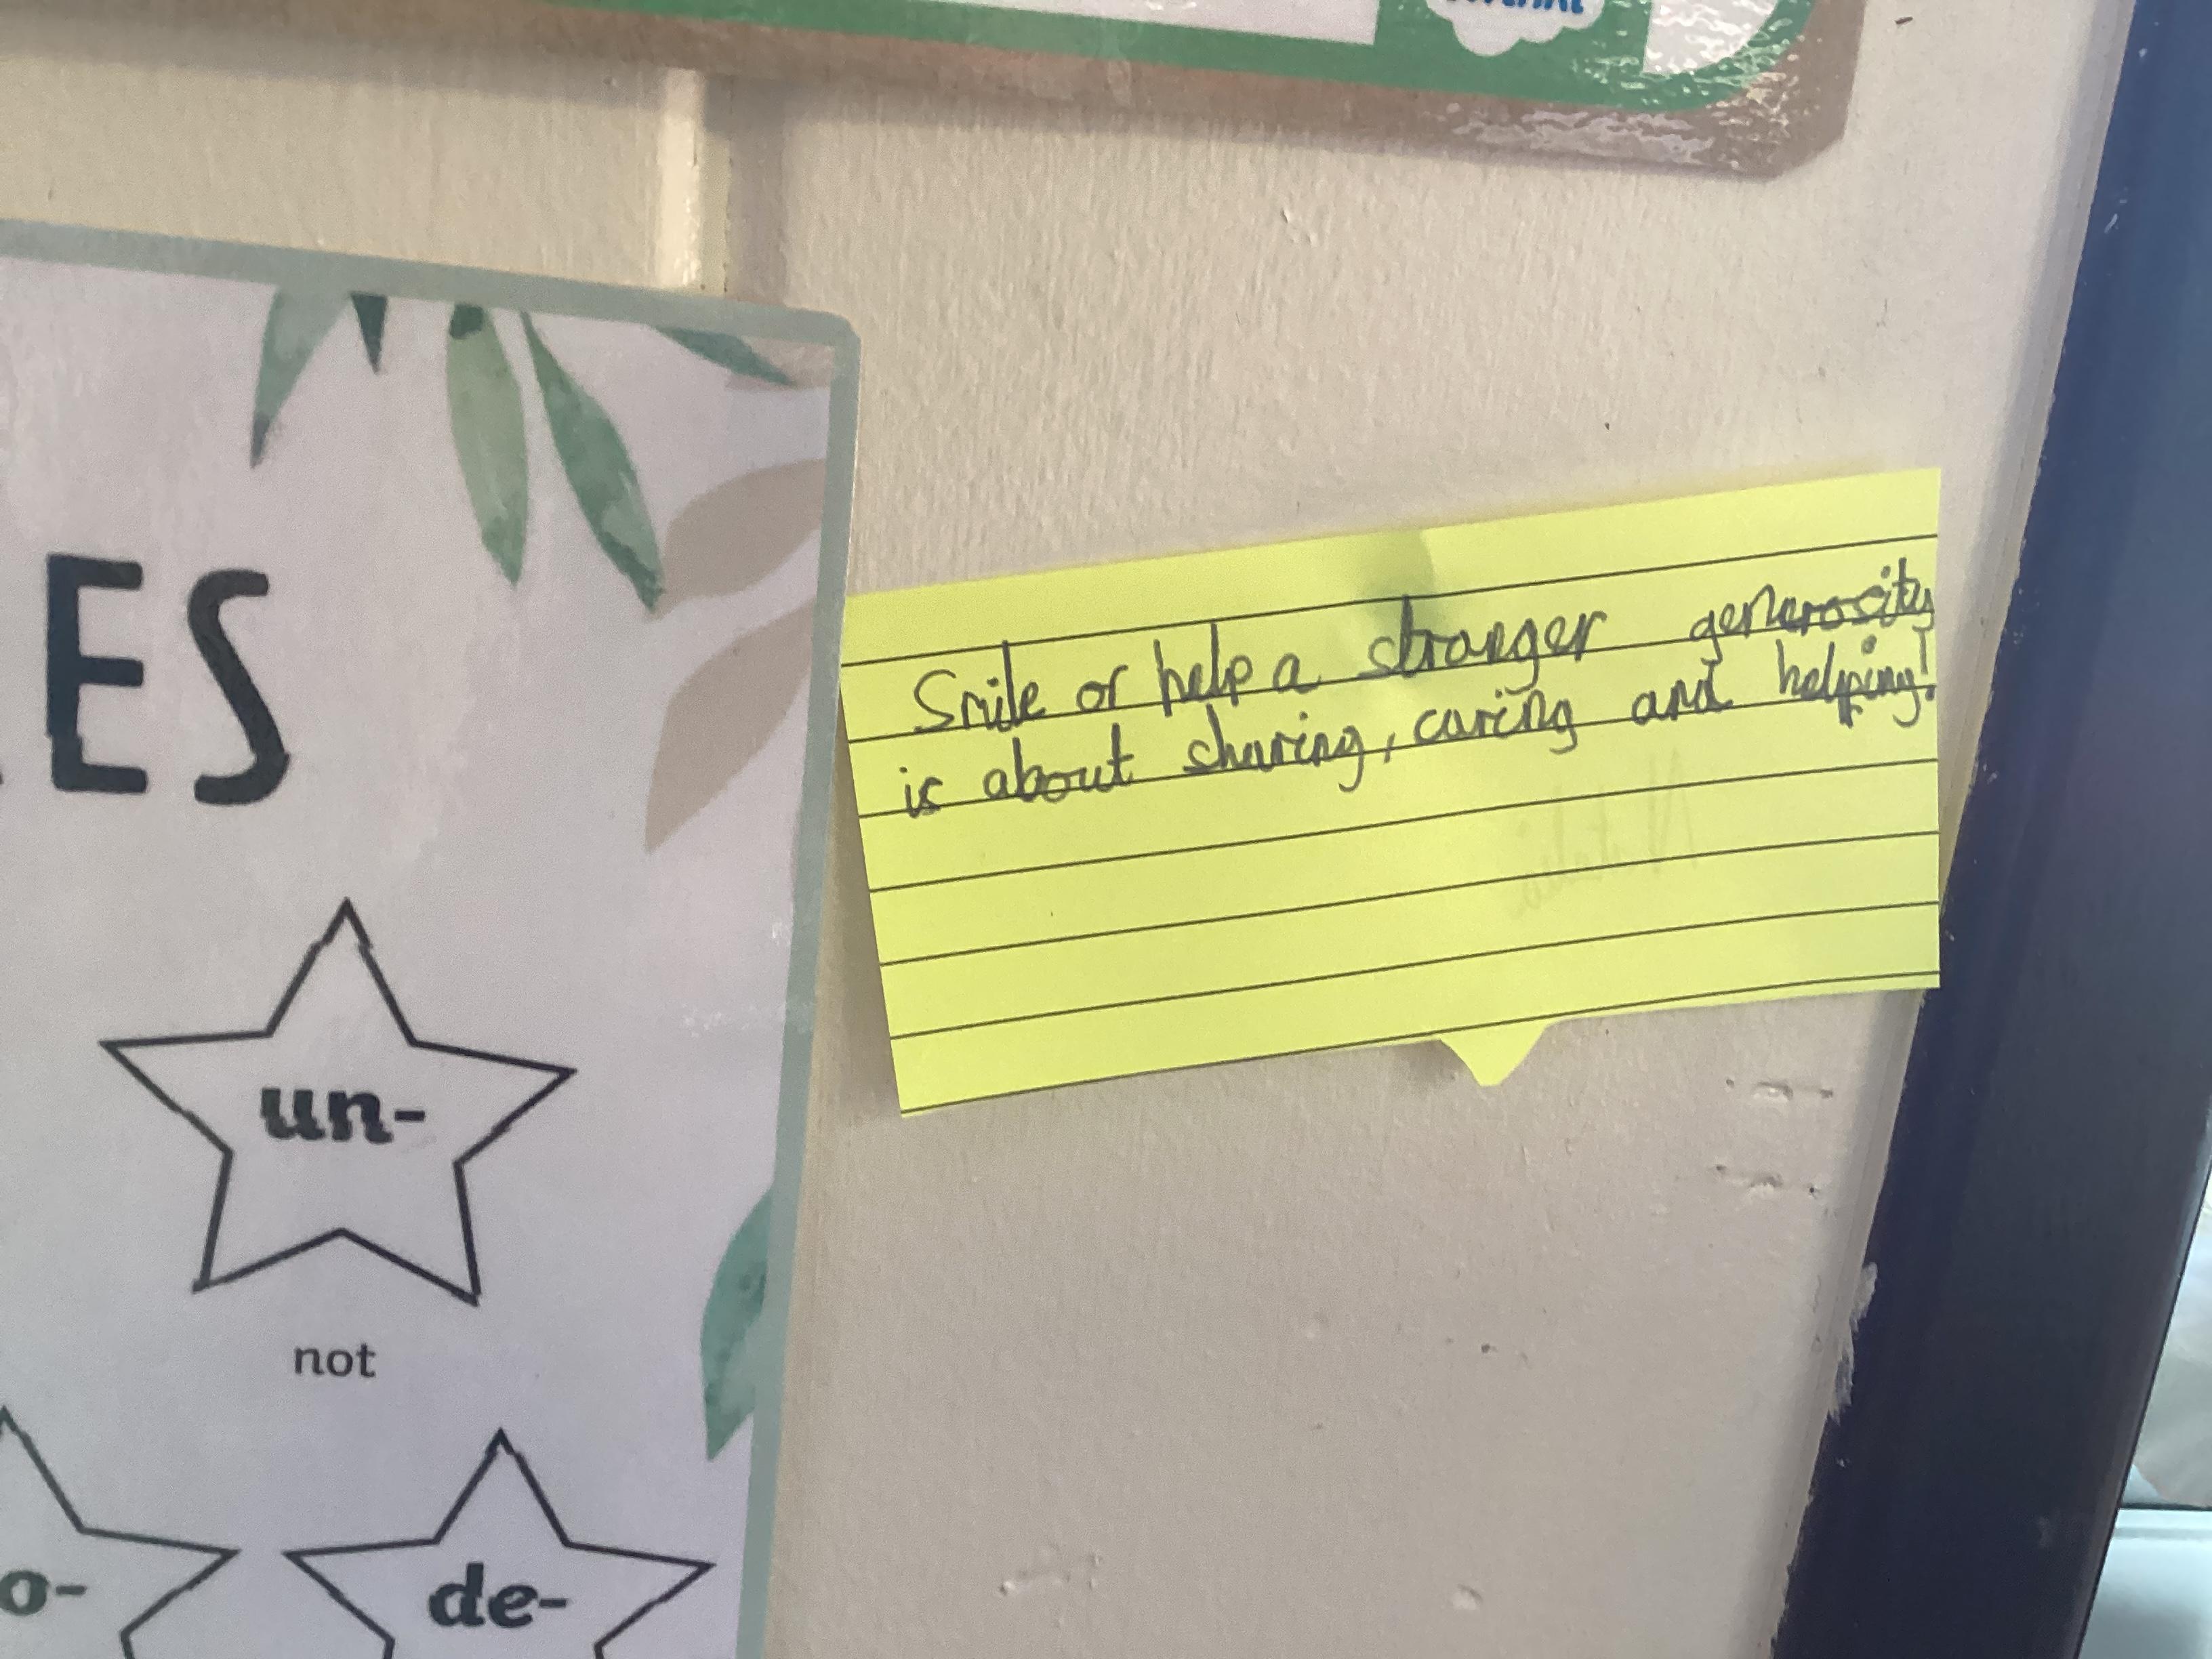 ES
un-
not
o-
de-
Smile or help a stranger generosity
is about sharing, caring and helping!